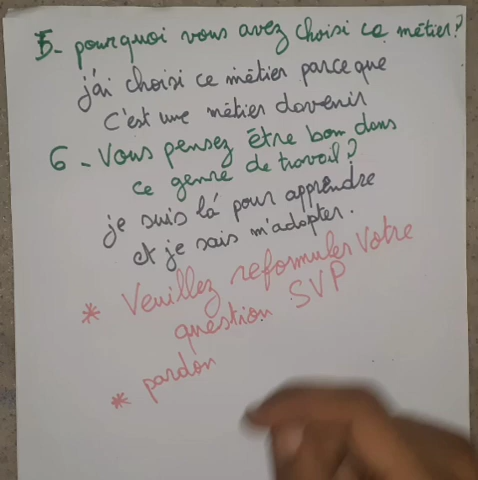 5- pourquoi vous avez choisi ce métier?
j'ai choisi ce métier parce que
C'est une métier davenir
6 - Vous pensez être bom dans
ce genre de travail?
je suis là pour apprendre
et je sais m'adopter.
* Veuillez reformuler Votre
question SVP
* pardon